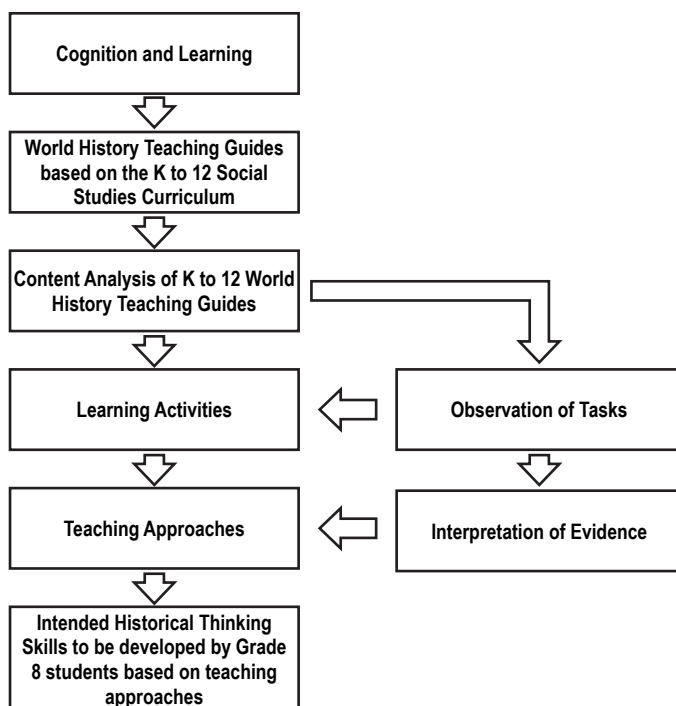 Cognition and Learning
World History Teaching Guides
based on the K to 12 Social
Studies Curriculum
Content Analysis of K to 12 World
History Teaching Guides
Learning Activities
Observation of Tasks
Teaching Approaches
Interpretation of Evidence
Intended Historical Thinking
Skills to be developed by Grade
8 students based on teaching
approaches